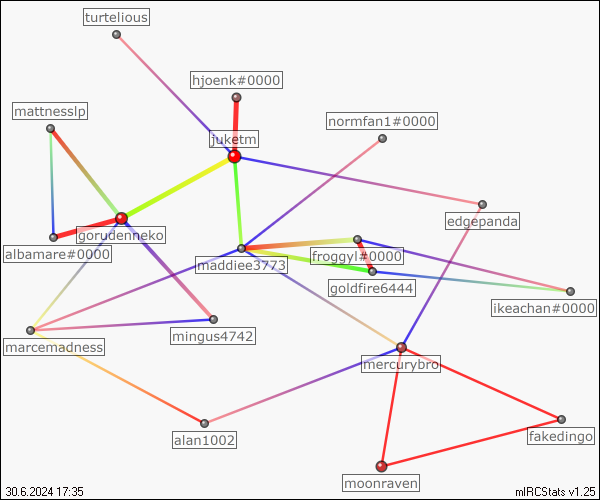 turtelious
hjoenk#0000
mattnesslp
normfan1#0000
juketm
edgepanda
gorudenneko
albamare#0000
froggyl#0000
maddiee3773
goldfire6444
ikeachan#0000
mingus4742
marcemadness
mercurybro
alan1002
fakedingo
moonraven
30.6.2024 17:35
mIRCStats v1.25